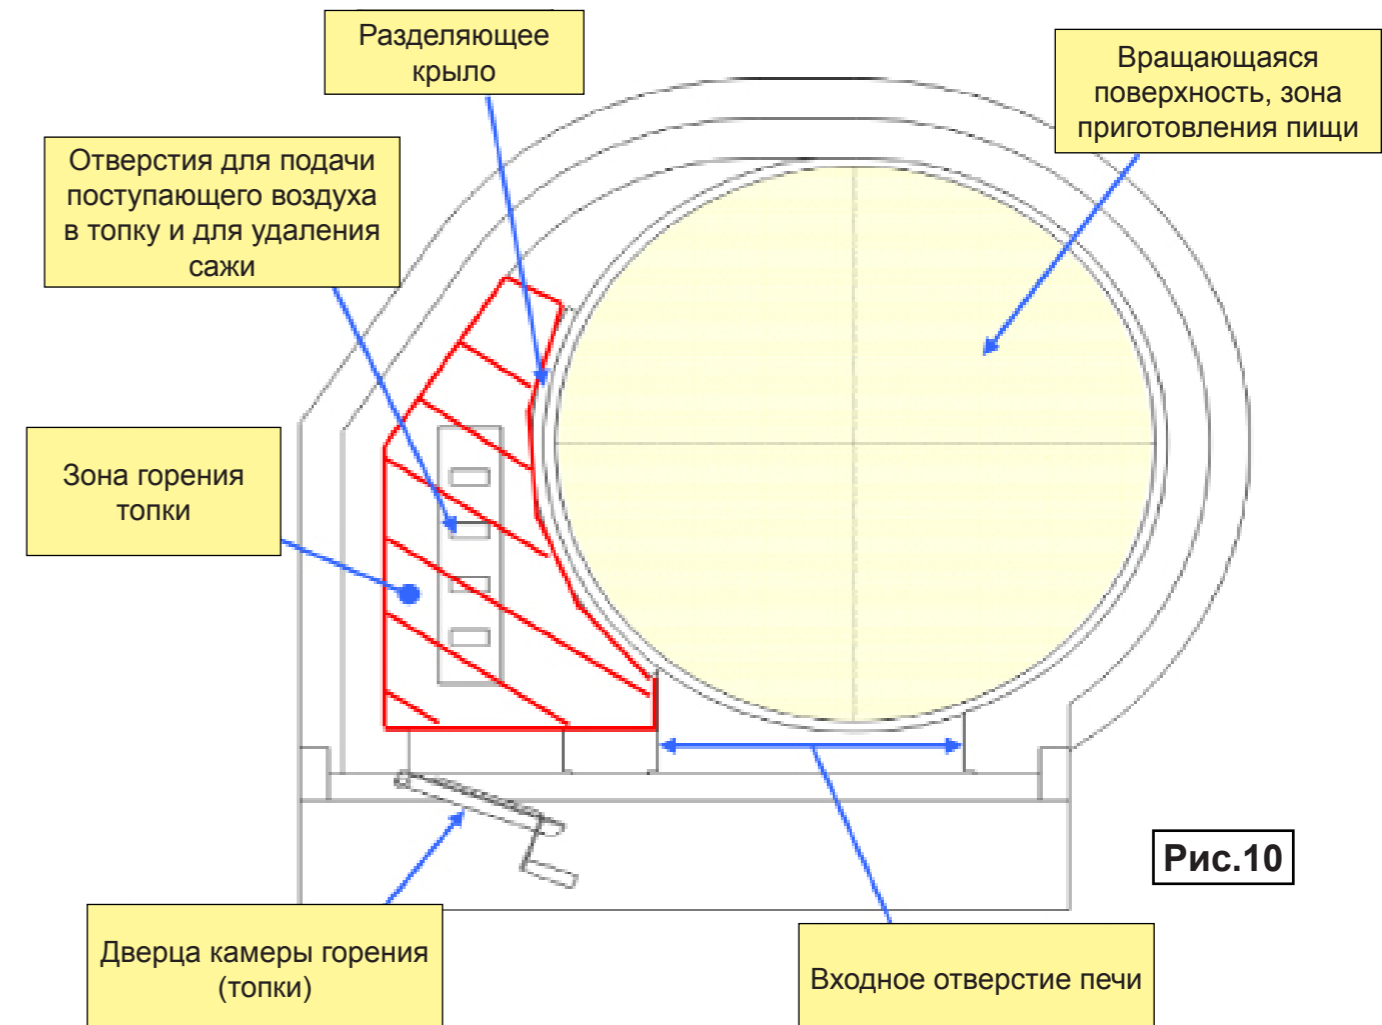 Разделяющее
крыло
Вращающаяся
поверхность, зона
приготовления пищи
Отверстия для подачи
поступающего воздуха
в топку и для удаления
сажи
Зона горения
топки
Рис.10
Дверца камеры горения
(топки)
Входное отверстие печи